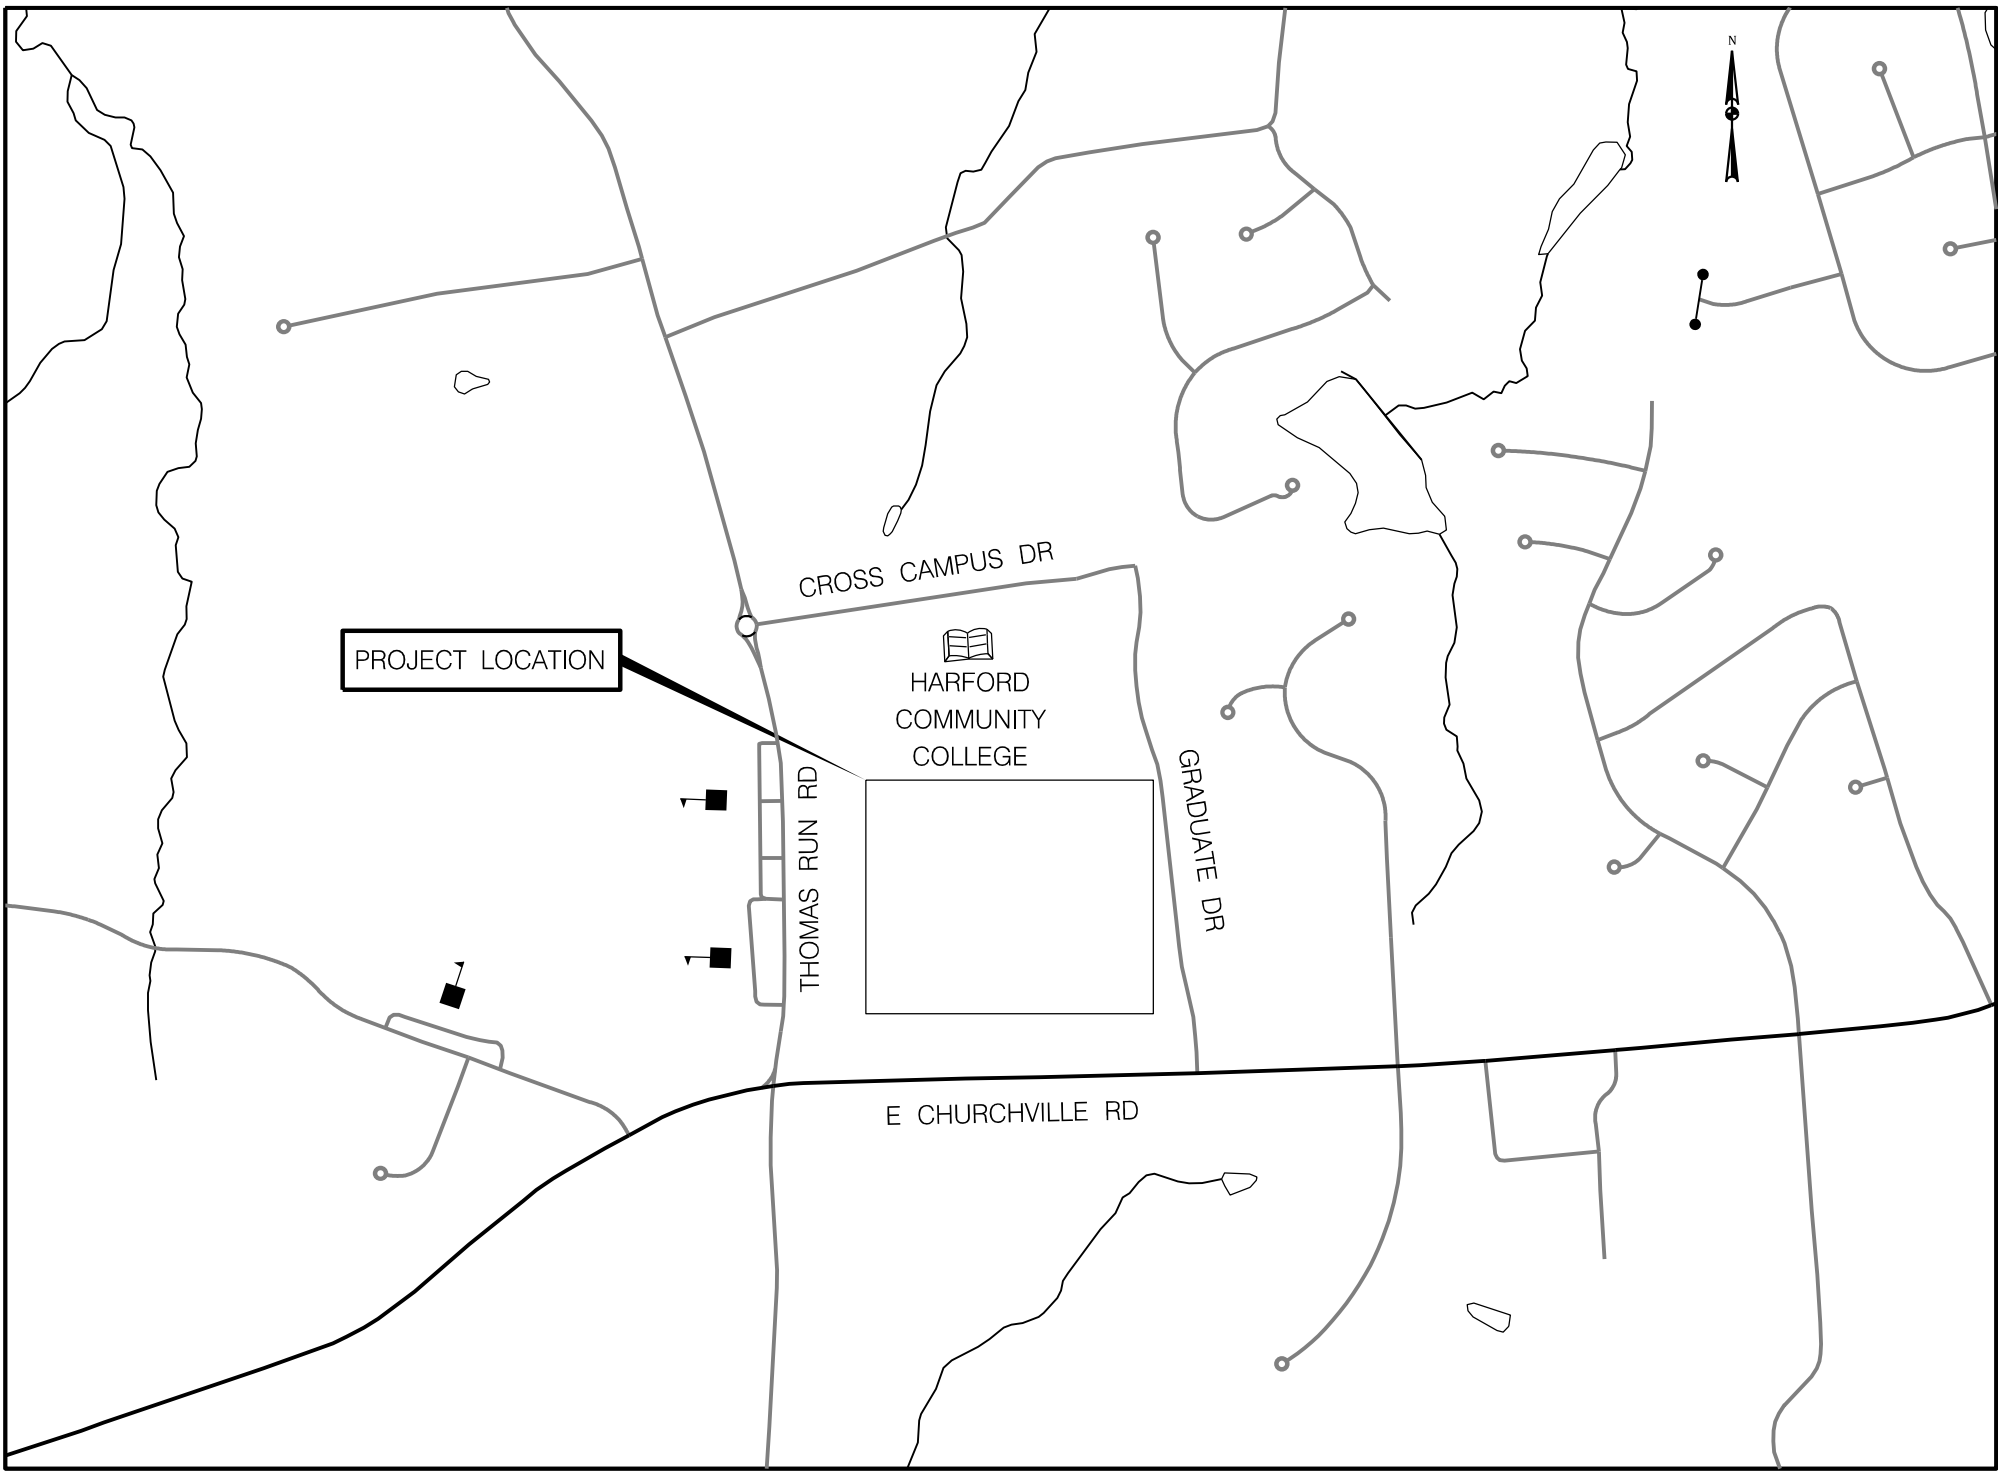 N
CROSS CAMPUS DR
PROJECT LOCATION
HARFORD
COMMUNITY
COLLEGE
THOMAS RUN RD
GRADUATE DR
E CHURCHVILLE RD